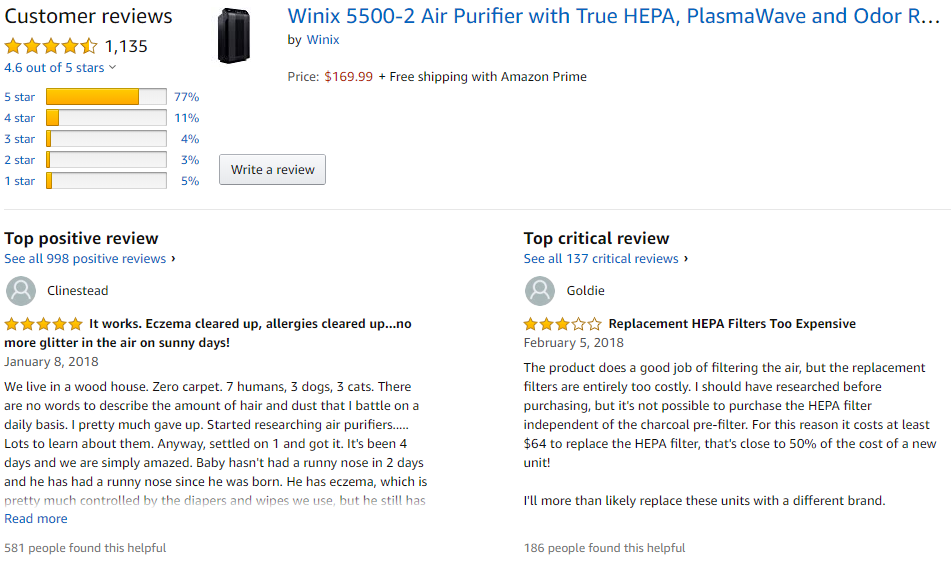 Customer reviews
1,135
4.6 out of 5 stars
5 star 77%
4 star 11%
3 star 4%
2 star 3%
1 star 5%
Winix 5500-2 Air Purifier with True HEPA, PlasmaWave and Odor R...
by Winix
Price: $169.99 + Free shipping with Amazon Prime
Write a review
Top positive review
See all 998 positive reviews ›
Clinestead
It works. Eczema cleared up, allergies cleared up...no
more glitter in the air on sunny days!
January 8, 2018
We live in a wood house. Zero carpet. 7 humans, 3 dogs, 3 cats. There
are no words to describe the amount of hair and dust that I battle on a
daily basis. I pretty much gave up. Started researching air purifiers.....
Lots to learn about them. Anyway, settled on 1 and got it. It's been 4
days and we are simply amazed. Baby hasn't had a runny nose in 2 days
and he has had a runny nose since he was born. He has eczema, which is
pretty much controlled by the diapers and wipes we use, but he still has
Read more
581 people found this helpful
Top critical review
See all 137 critical reviews ›
Goldie
Replacement HEPA Filters Too Expensive
February 5, 2018
The product does a good job of filtering the air, but the replacement
filters are entirely too costly. I should have researched before
purchasing, but it's not possible to purchase the HEPA filter
independent of the charcoal pre-filter. For this reason it costs at least
$64 to replace the HEPA filter, that's close to 50% of the cost of a new
unit!
I'll more than likely replace these units with a different brand.
186 people found this helpful